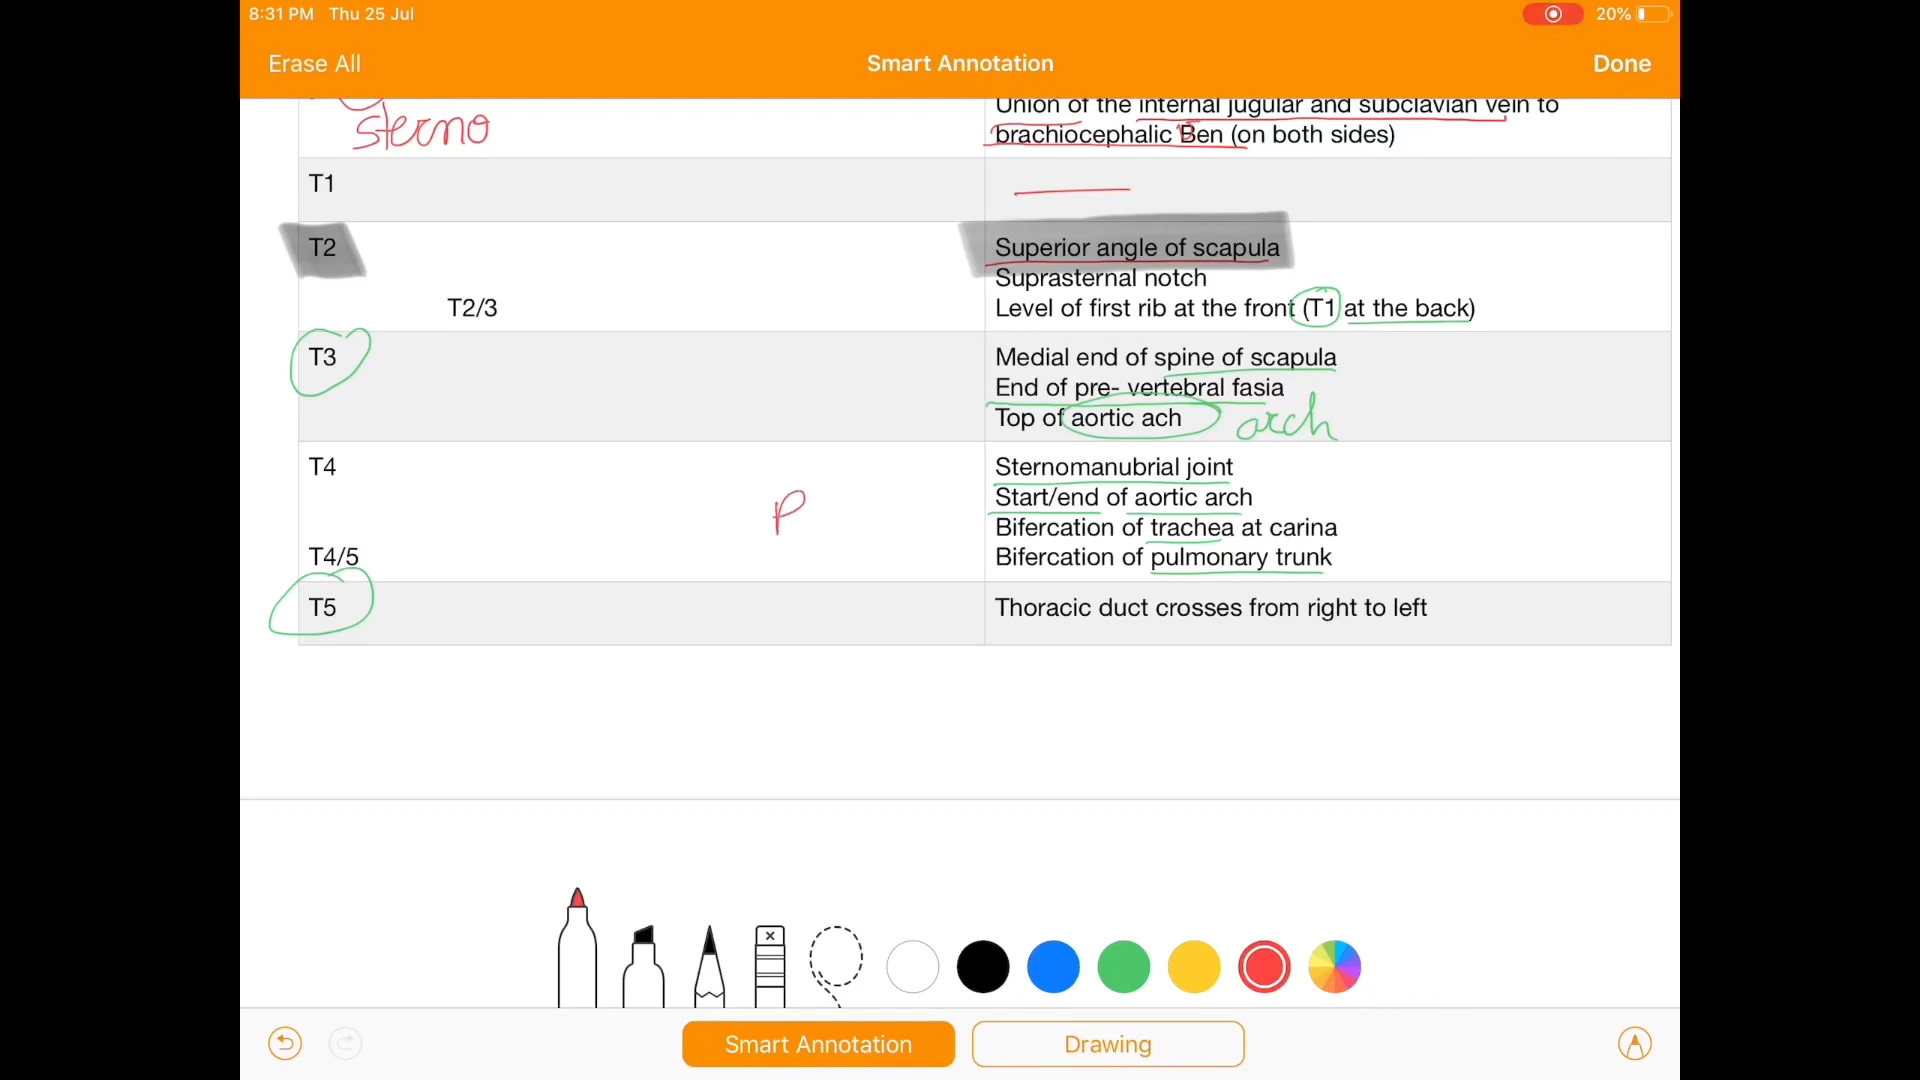 8:31 PM Thu 25 Jul
20%
Erase All
Smart Annotation
Done
sterno
Union of the internal jugular and subclavian vein to
brachiocephalic Ben (on both sides)
v
T1
T2
Superior angle of scapula
Suprasternal notch
T2/3
Level of first rib at the front (T1 at the back)
T3
Medial end of spine of scapula
End of pre- vertebral fasia
Top of aortic ach
arch
T4
Sternomanubrial joint
Start/end of aortic arch
P
Bifercation of trachea at carina
T4/5
Bifercation of pulmonary trunk
T5
Thoracic duct crosses from right to left
Smart Annotation
Drawing